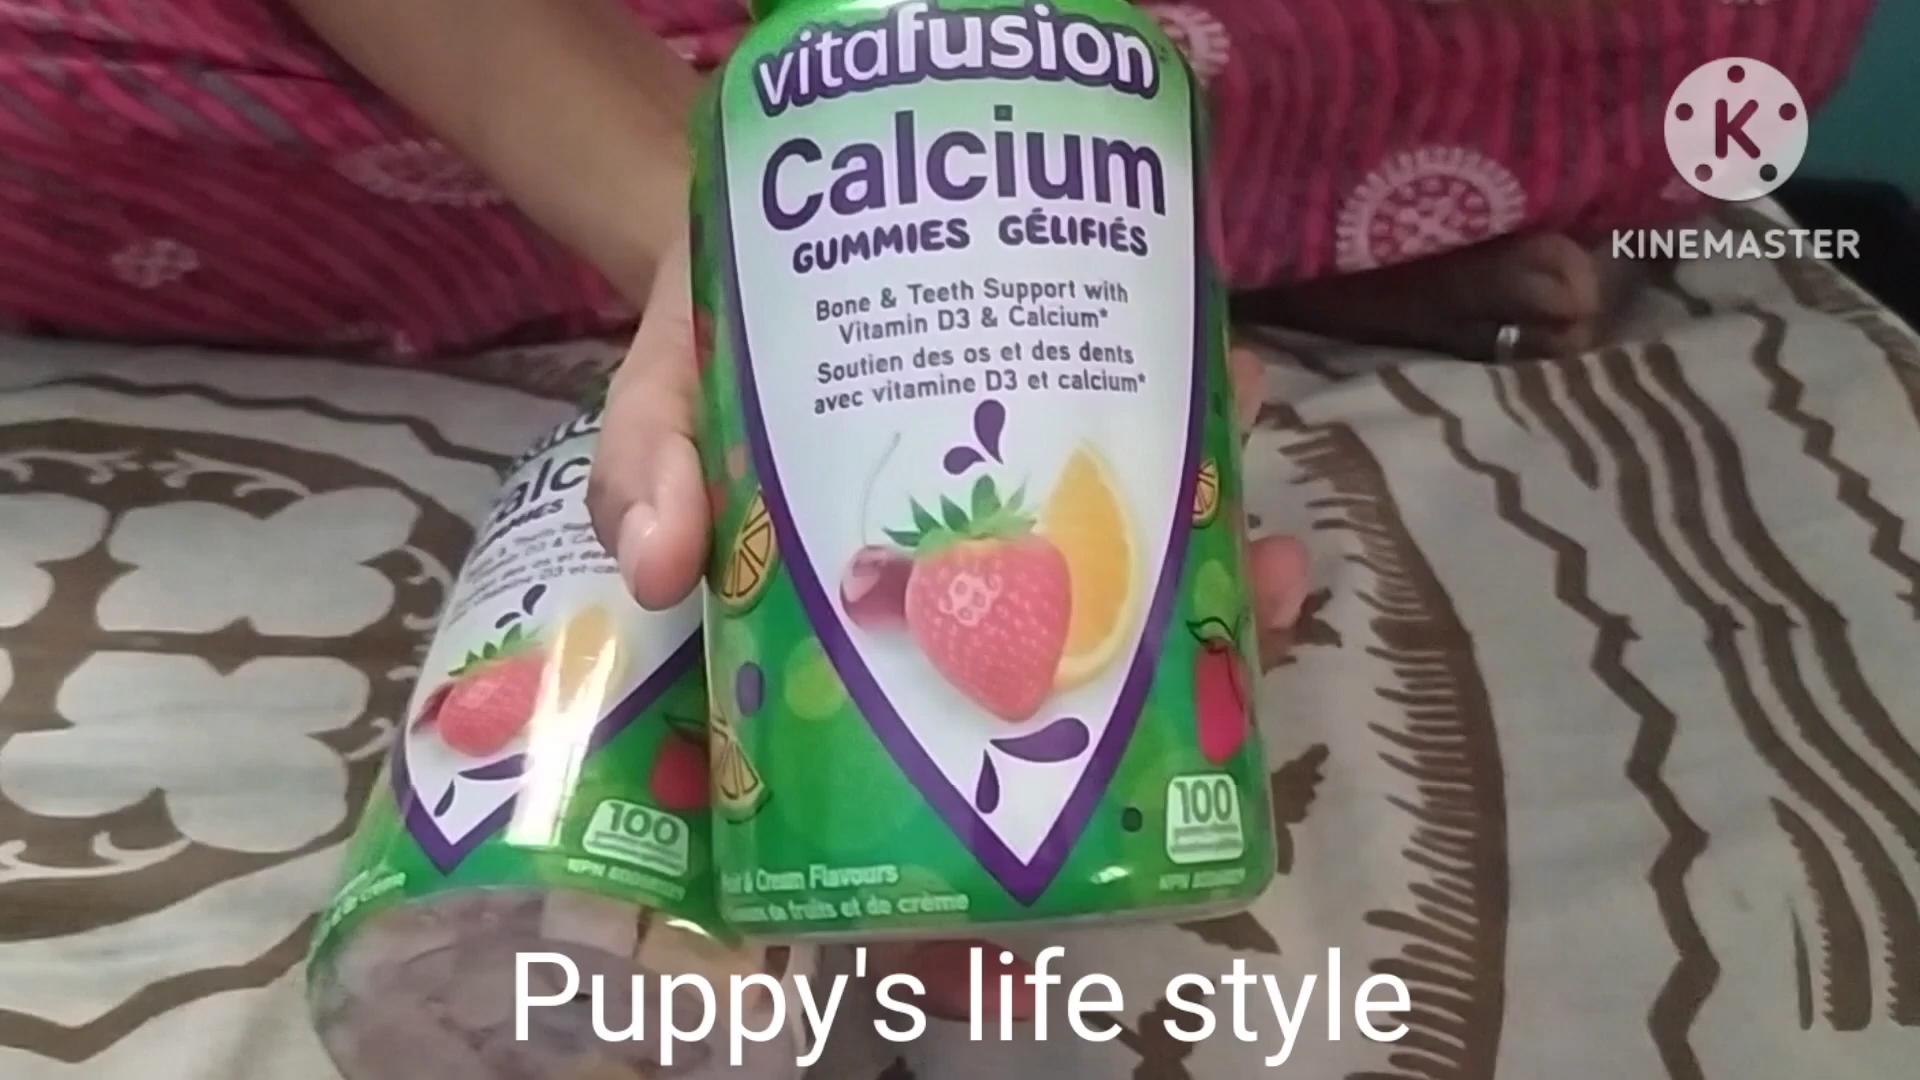 vitafusion
Calcium
GUMMIES GÉLIFIÉS
Bone & Teeth Support with
Vitamin D3 & Calcium*
Soutien des os et des dents
avec vitamine D3 et calcium*
100
& Cream Flavours
fruits et de crème
KINEMASTER
K
alc
100
Puppy's life style